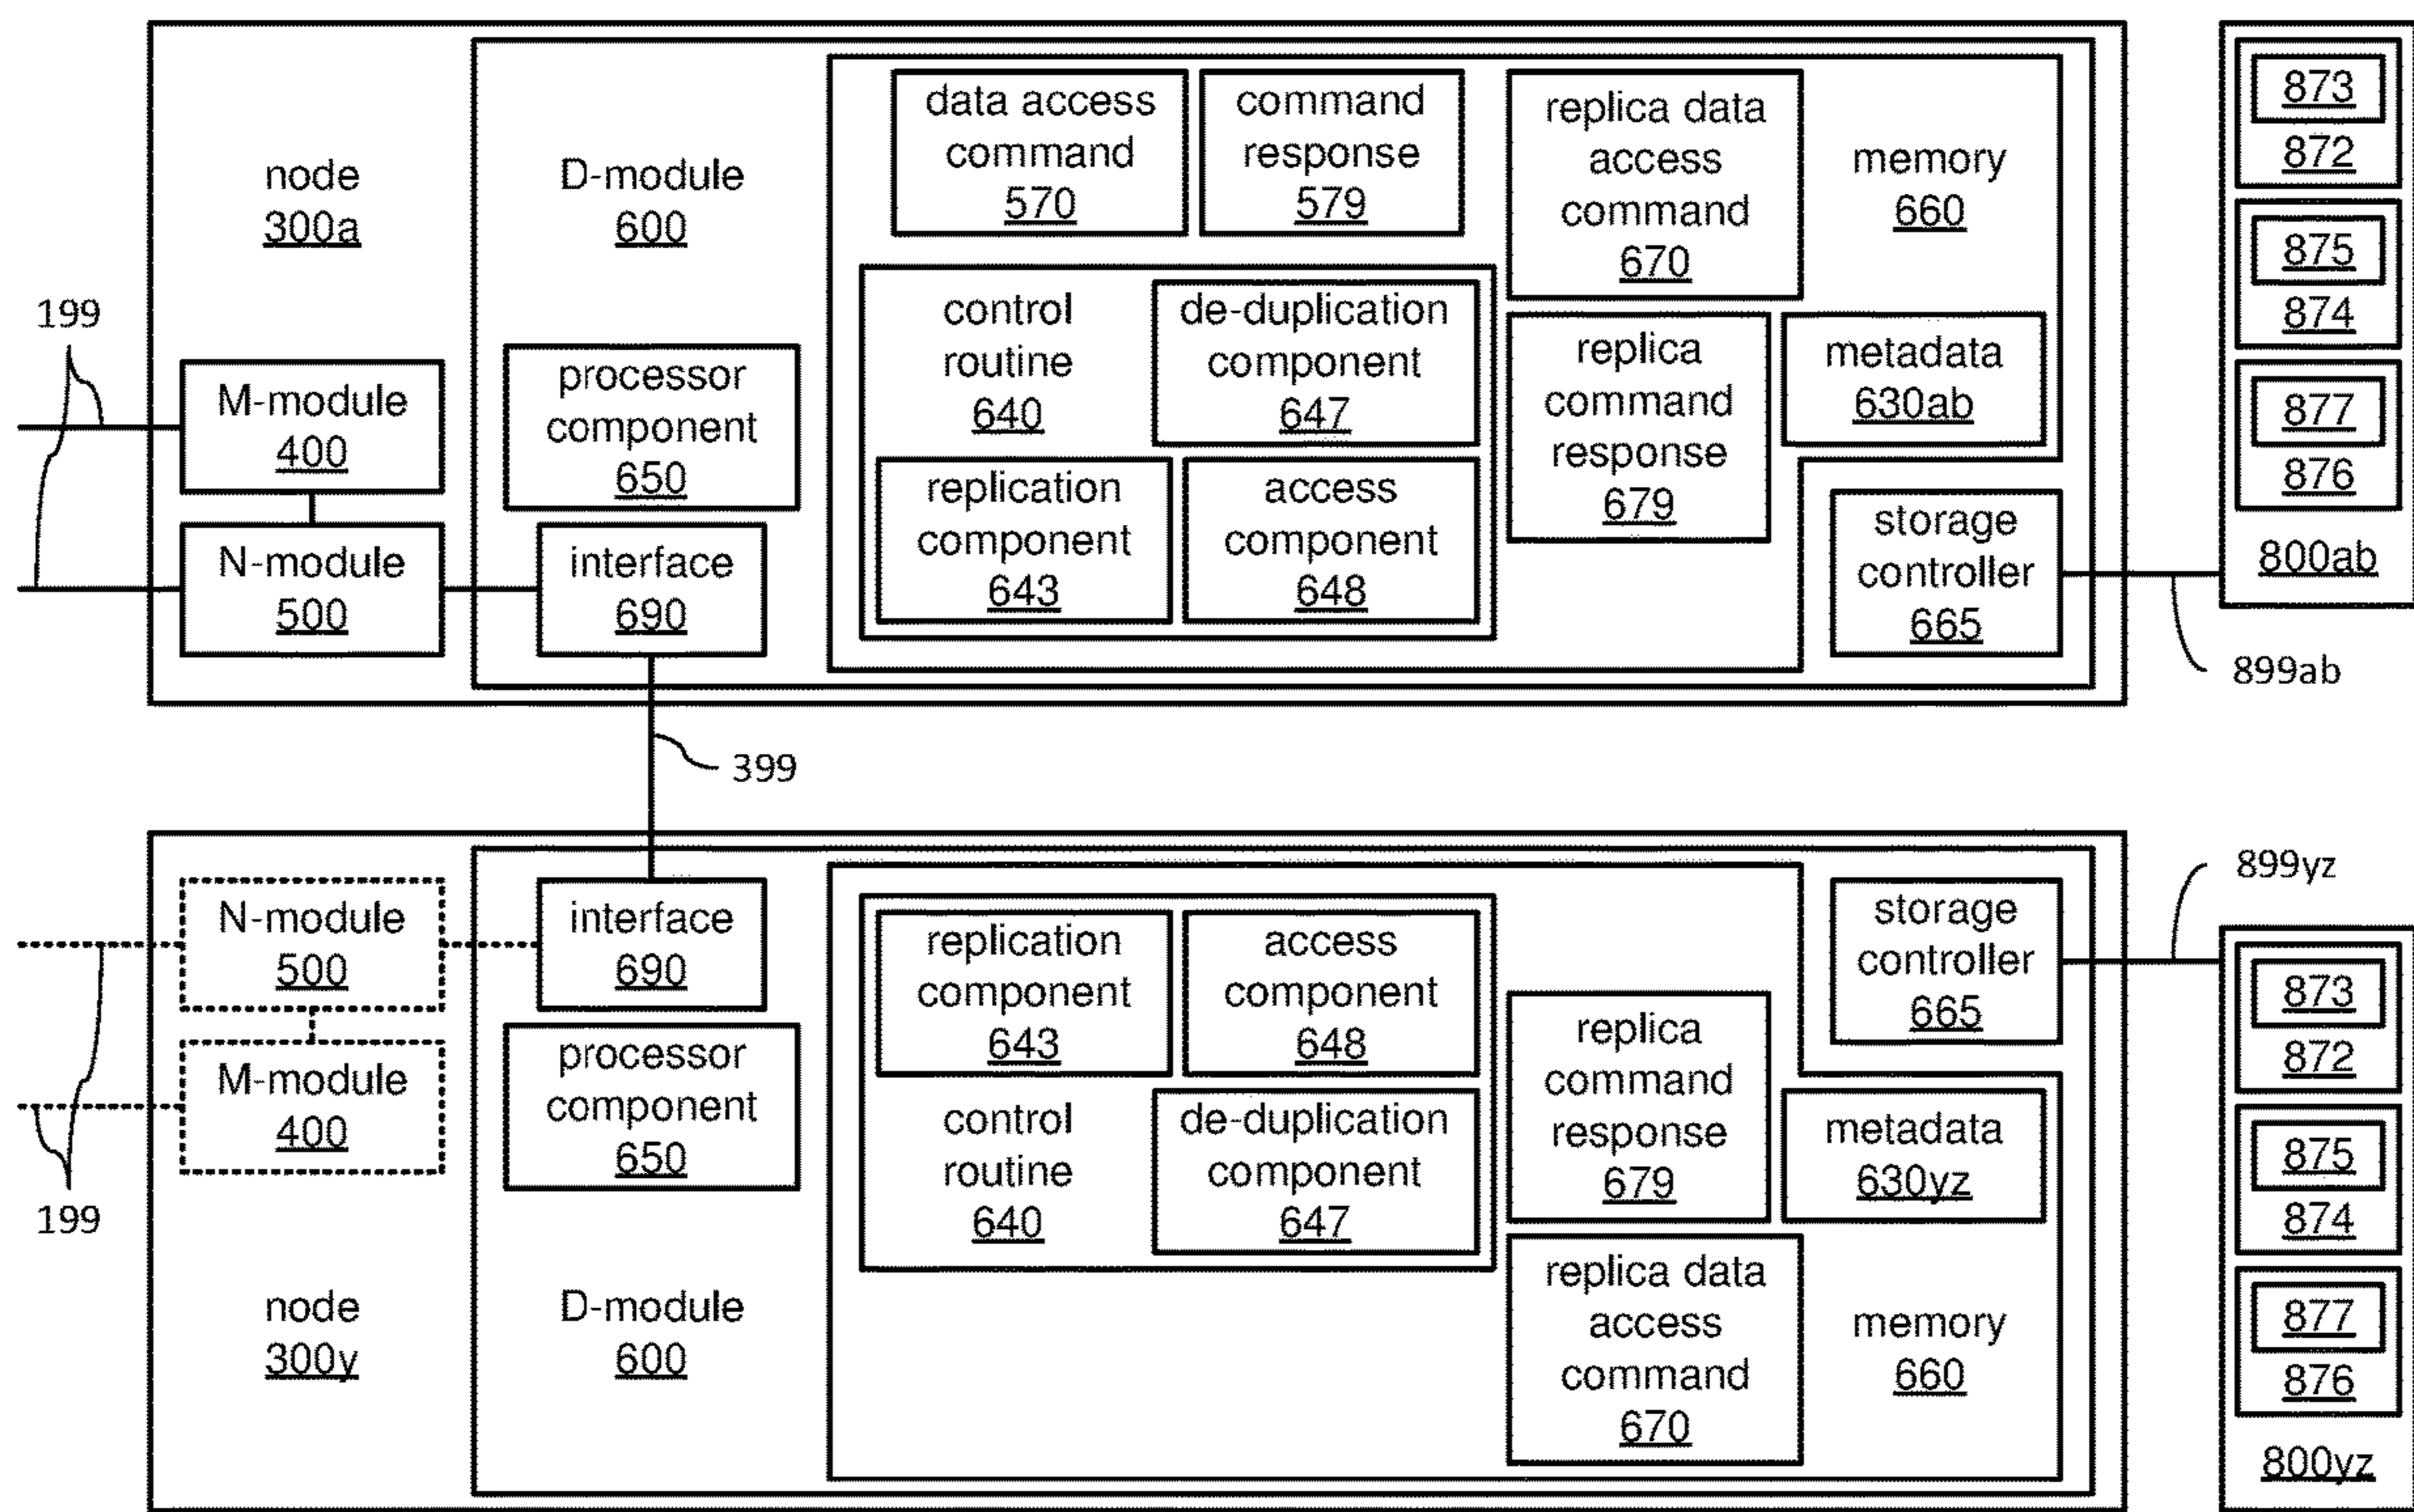 node
300a
199
M-module
400
N-module
500
D-module
600
processor
component
650
interface
690
data access
command
570
command
response
579
replica data
access
command
670
memory
660
control
routine
640
de-duplication
component
647
replication
component
643
access
component
648
replica
command
response
679
metadata
630ab
storage
controller
665
873
872
875
874
877
876
800ab
899ab
399
N-module
500
M-module
400
199
node
300y
interface
690
processor
component
650
D-module
600
replication
component
643
access
component
648
control
routine
640
de-duplication
component
647
replica
command
response
679
replica data
access
command
670
storage
controller
665
metadata
630yz
memory
660
899yz
873
872
875
874
877
876
800yz